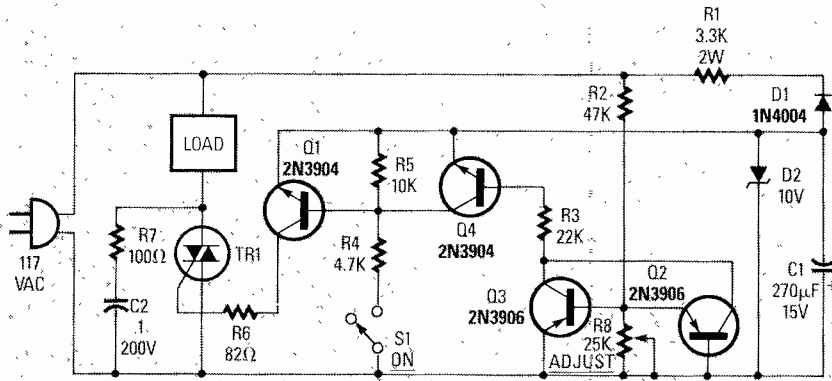 R1
3.3K
2W
R2
47K
D1
1N4004
LOAD
Q1
2N3904
R5
10K
D2
10V
R7
100Ω
TR1
R4
4.7K
Q4
2N3904
R3
22K
117
VAC
Q2
2N3906
C1
270µF
15V
+
C2
.1
200V
R6
82Ω
S1
ON
Q3
2N3906
R8
25K
ADJUST